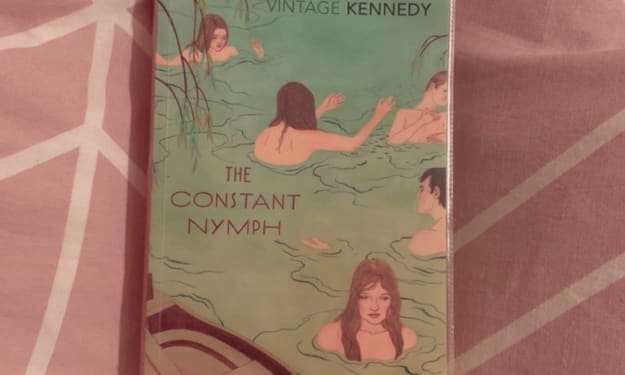 VINTAGE KENNEDY
THE
CONSTANT
NYMPH